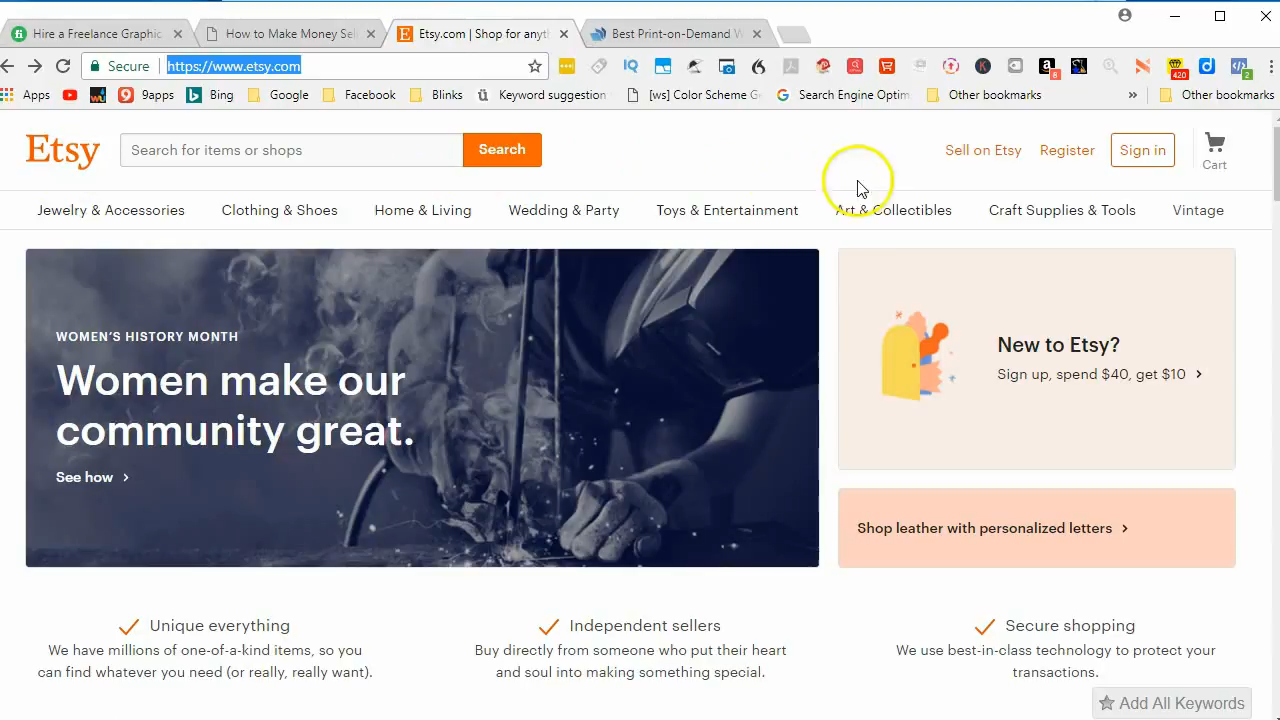 Hire a Freelance Graphic
How to Make Money Sel
Etsy.com | Shop for anyth
Best Print-on-Demand W
Secure
https://www.etsy.com
6
420
2
Apps
9apps
Bing
Google
Facebook
Blinks
Keyword suggestion
[ws] Color Scheme Ge
Search Engine Optim
Other bookmarks
»
Other bookmarks
Etsy
Search for items or shops
Search
Sell on Etsy
Register
Sign in
Cart
Jewelry & Accessories
Clothing & Shoes
Home & Living
Wedding & Party
Toys & Entertainment
Art & Collectibles
Craft Supplies & Tools
Vintage
WOMEN'S HISTORY MONTH
Women make our
community great.
See how
New to Etsy?
Sign up, spend $40, get $10
Shop leather with personalized letters
Unique everything
We have millions of one-of-a-kind items, so you
can find whatever you need (or really, really want).
Independent sellers
Buy directly from someone who put their heart
and soul into making something special.
Secure shopping
We use best-in-class technology to protect your
transactions.
Add All Keywords